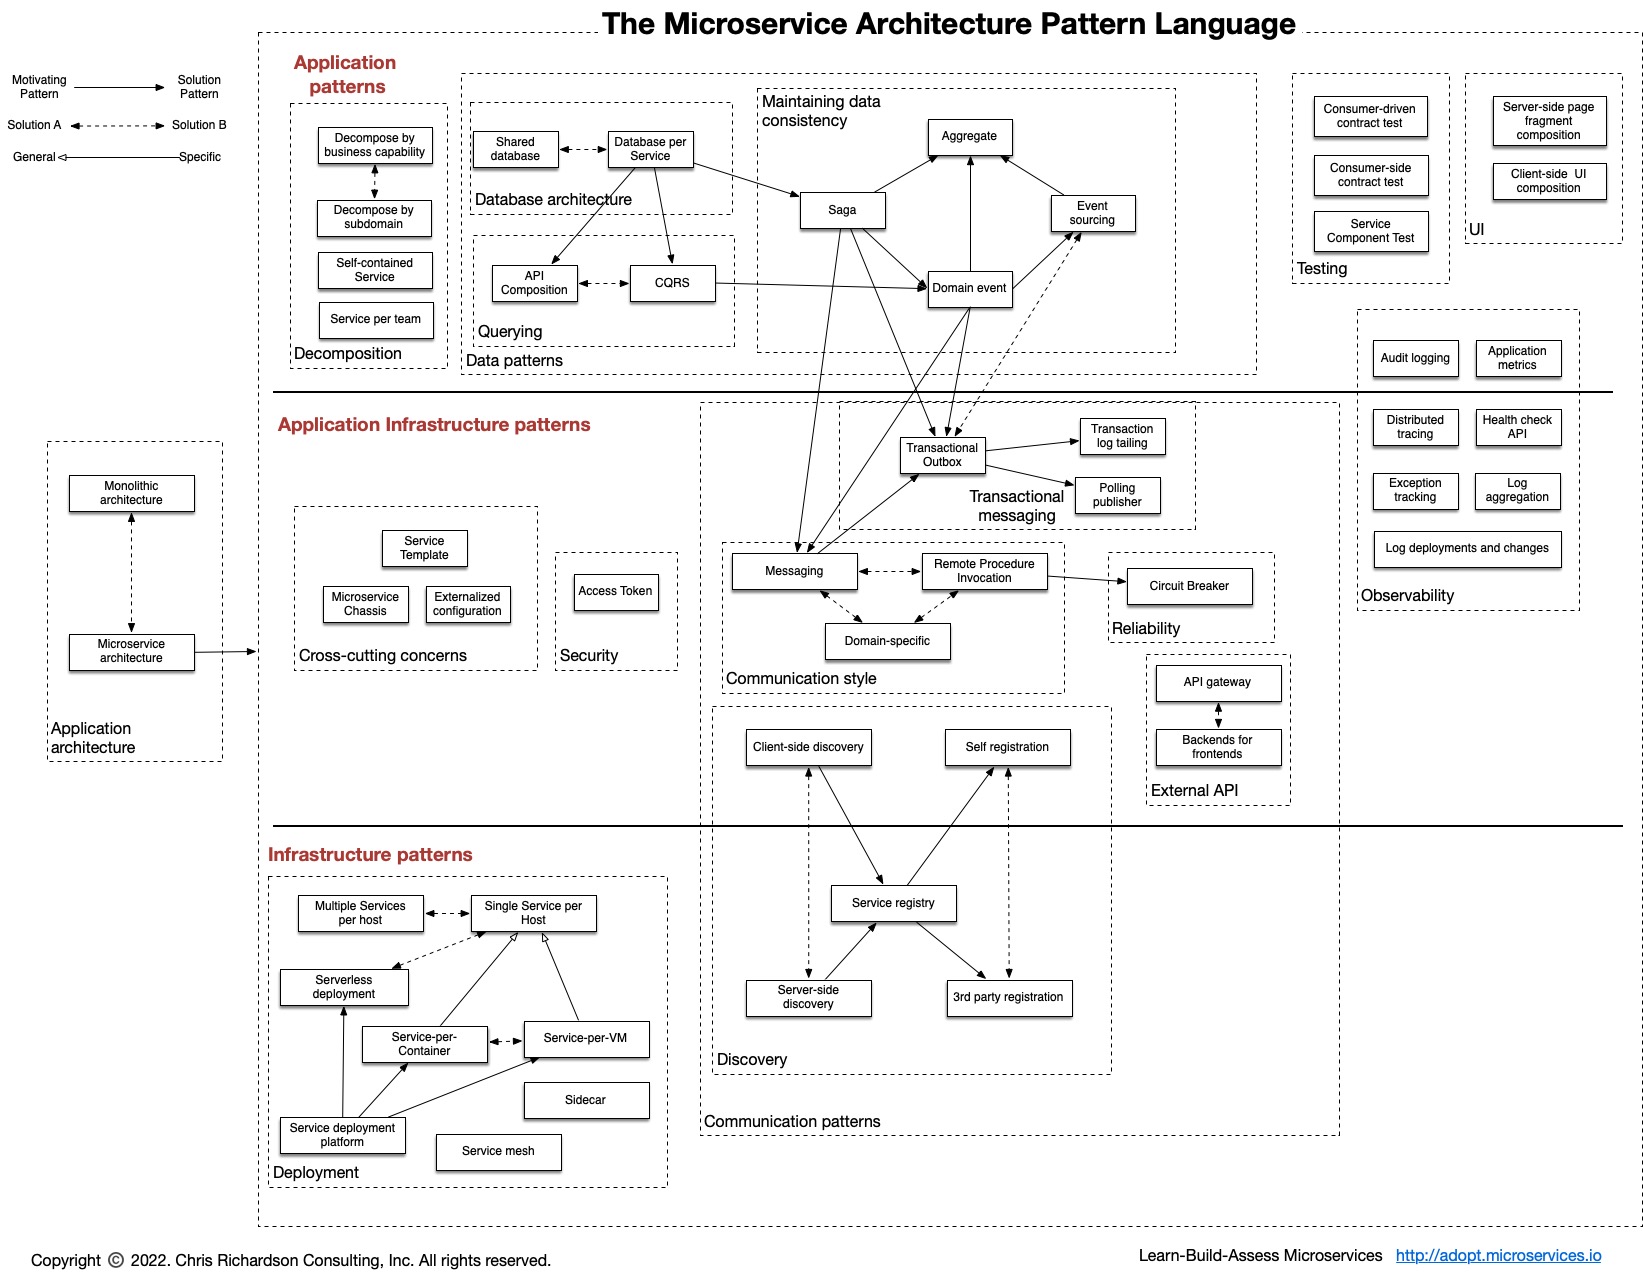 The Microservice Architecture Pattern Language
Motivating
Pattern
Solution
Pattern
Solution A
Solution B
General
Specific
Application
patterns
Decompose by
business capability
Decompose by
subdomain
Self-contained
Service
Service per team
Decomposition
Shared
database
Database per
Service
Database architecture
API
Composition
CQRS
Querying
Data patterns
Maintaining data
consistency
Aggregate
Saga
Event
sourcing
Domain event
Consumer-driven
contract test
Consumer-side
contract test
Service
Component Test
Testing
Server-side page
fragment
composition
Client-side UI
composition
UI
Audit logging
Application
metrics
Distributed
tracing
Health check
API
Exception
tracking
Log
aggregation
Log deployments and changes
Observability
Application Infrastructure patterns
Monolithic
architecture
Microservice
architecture
Application
architecture
Service
Template
Microservice
Chassis
Externalized
configuration
Cross-cutting concerns
Access Token
Security
Transactional
Outbox
Transaction
log tailing
Polling
publisher
Transactional
messaging
Messaging
Remote Procedure
Invocation
Domain-specific
Communication style
Circuit Breaker
Reliability
API gateway
Backends for
frontends
External API
Client-side discovery
Self registration
Service registry
Server-side
discovery
3rd party registration
Discovery
Communication patterns
Infrastructure patterns
Multiple Services
per host
Single Service per
Host
Serverless
deployment
Service-per-
Container
Service-per-VM
Sidecar
Service deployment
platform
Service mesh
Deployment
Copyright © 2022. Chris Richardson Consulting, Inc. All rights reserved.
Learn-Build-Assess Microservices http://adopt.microservices.io